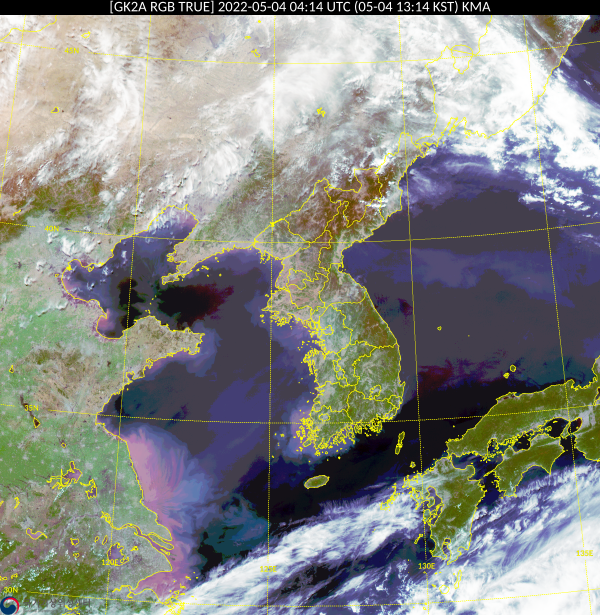 [GK2A RGB TRUE] 2022-05-04 04:14 UTC (05-04 13:14 KST) KMA
40N
35N
120E
130E
30N